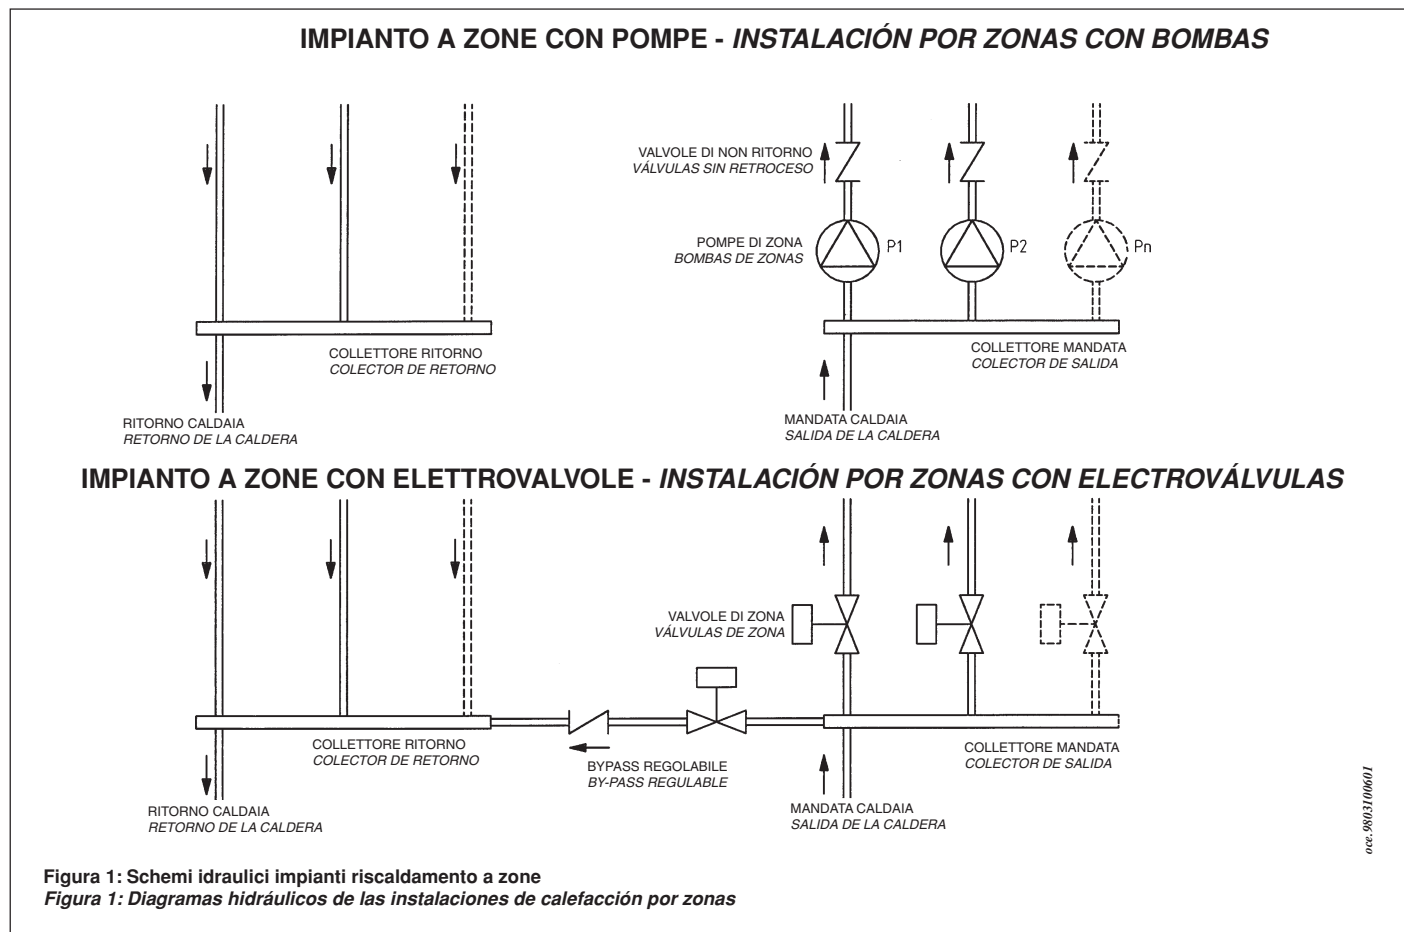 IMPIANTO A ZONE CON POMPE - INSTALACIÓN POR ZONAS CON BOMBAS
VALVOLE DI NON RITORNO
VÁLVULAS SIN RETROCESO
POMPE DI ZONA
BOMBAS DE ZONAS
P1
P2
Pn
COLLETTORE RITORNO
COLECTOR DE RETORNO
COLLETTORE MANDATA
COLECTOR DE SALIDA
RITORNO CALDAIA
RETORNO DE LA CALDERA
MANDATA CALDAIA
SALIDA DE LA CALDERA
IMPIANTO A ZONE CON ELETTROVALVOLE - INSTALACIÓN POR ZONAS CON ELECTROVÁLVULAS
VALVOLE DI ZONA
VÁLVULAS DE ZONA
COLLETTORE RITORNO
COLECTOR DE RETORNO
BYPASS REGOLABILE
BY-PASS REGULABLE
COLLETTORE MANDATA
COLECTOR DE SALIDA
RITORNO CALDAIA
RETORNO DE LA CALDERA
MANDATA CALDAIA
SALIDA DE LA CALDERA
oce.9803100601
Figura 1: Schemi idraulici impianti riscaldamento a zone
Figura 1: Diagramas hidráulicos de las instalaciones de calefacción por zonas